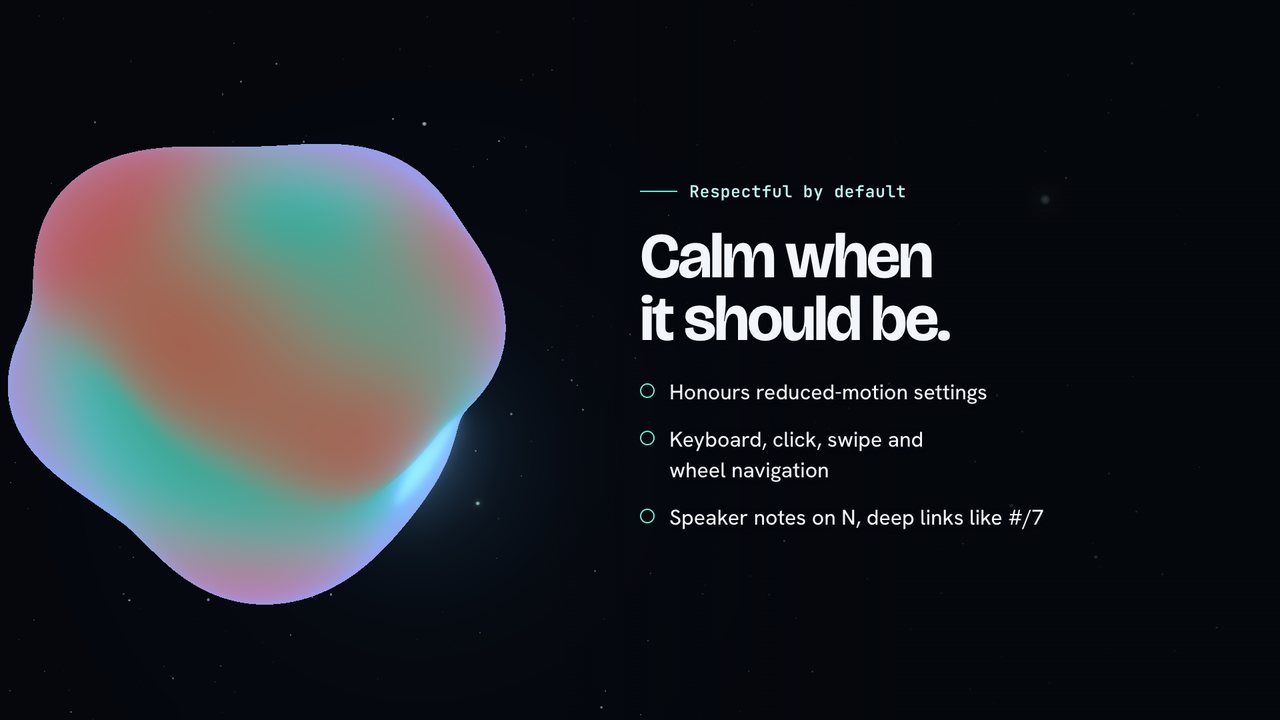 Respectful by default
Calm when
it should be.
Honours reduced-motion settings
Keyboard, click, swipe and
wheel navigation
Speaker notes on N, deep links like #/7